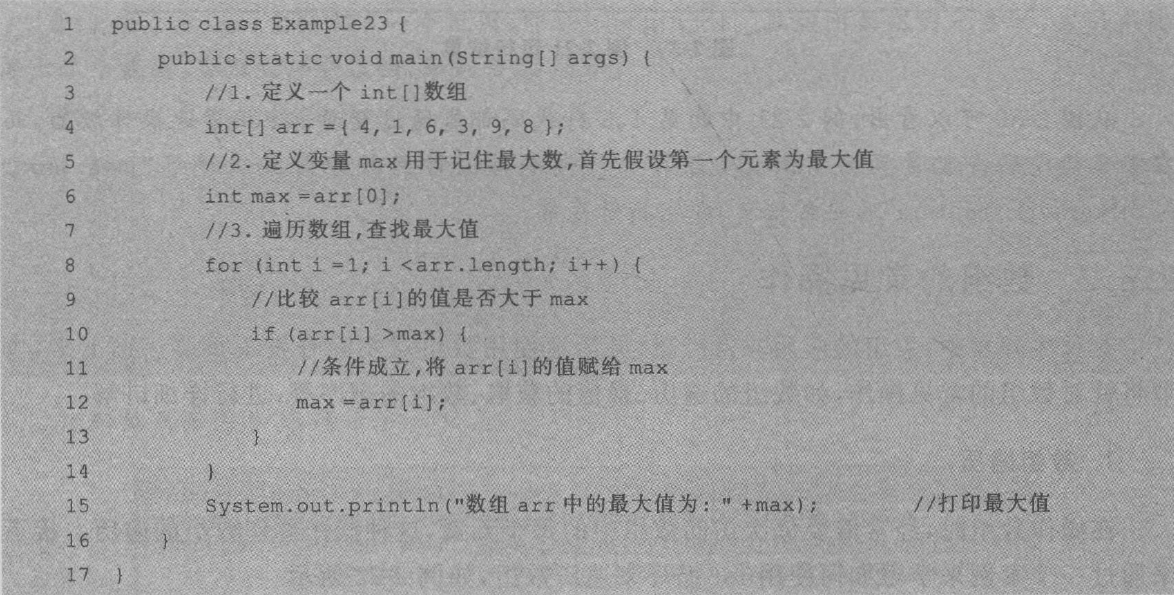 1 public class Example23 {
2 public static void main(String[] args) {
3 //1. 定义一个 int[]数组
4 int[] arr ={ 4, 1, 6, 3, 9, 8 };
5 //2. 定义变量 max 用于记住最大数,首先假设第一个元素为最大值
6 int max =arr[0];
7 //3. 遍历数组,查找最大值
8 for (int i =1; i <arr.length; i++) {
9 //比较 arr[i]的值是否大于 max
10 if (arr[i] >max) {
11 //条件成立,将 arr[i]的值赋给 max
12 max =arr[i];
13 }
14 }
15 System.out.println("数组 arr 中的最大值为: " +max); //打印最大值
16 }
17 }